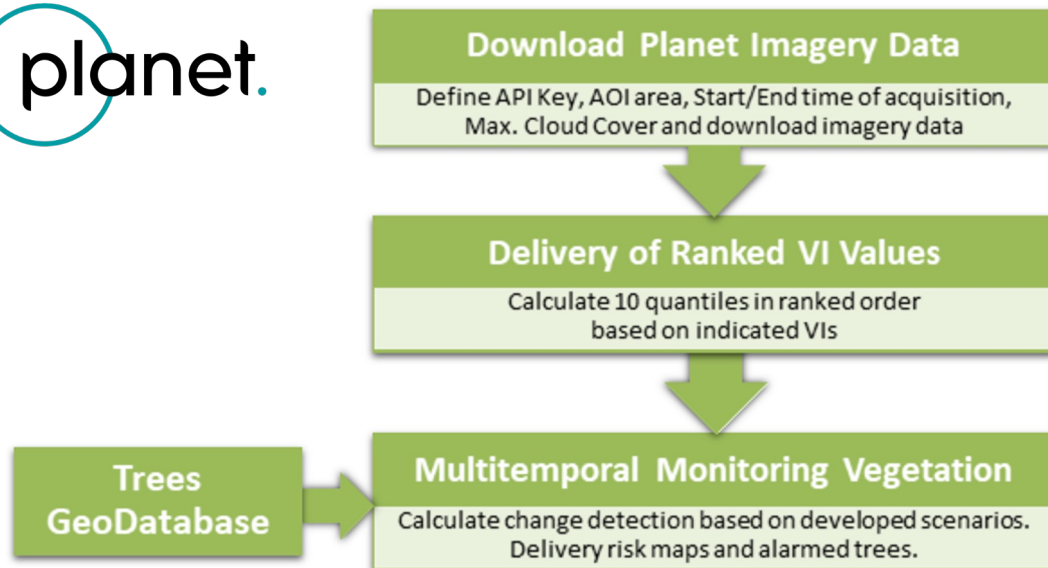 planet.
Download Planet Imagery Data
Define API Key, AOI area, Start/End time of acquisition,
Max. Cloud Cover and download imagery data
Delivery of Ranked VI Values
Calculate 10 quantiles in ranked order
based on indicated VIs
Trees
GeoDatabase
Multitemporal Monitoring Vegetation
Calculate change detection based on developed scenarios.
Delivery risk maps and alarmed trees.